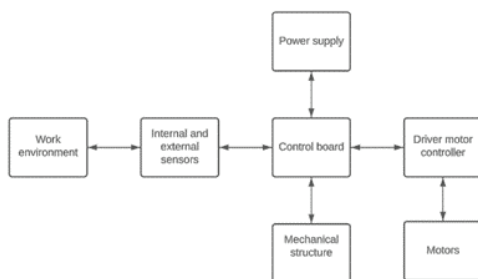 Power supply
Work
environment
Internal and
external
sensors
Control board
Driver motor
controller
Mechanical
structure
Motors